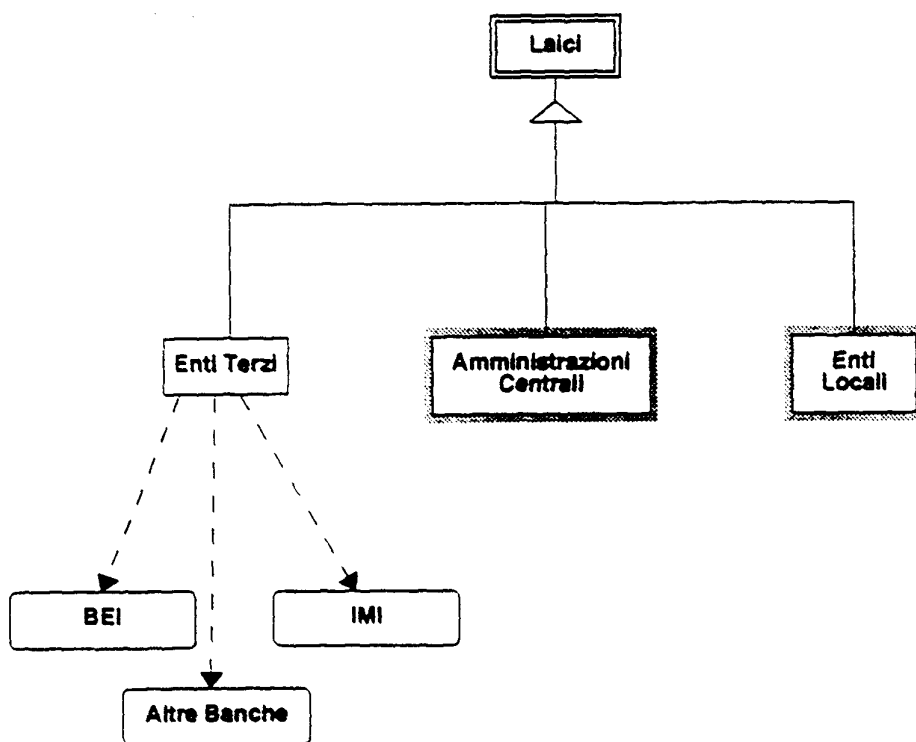 Laici
Enti Terzi
Amministrazioni
Centrali
Enti
Locali
BEI
IMI
Altre Banche